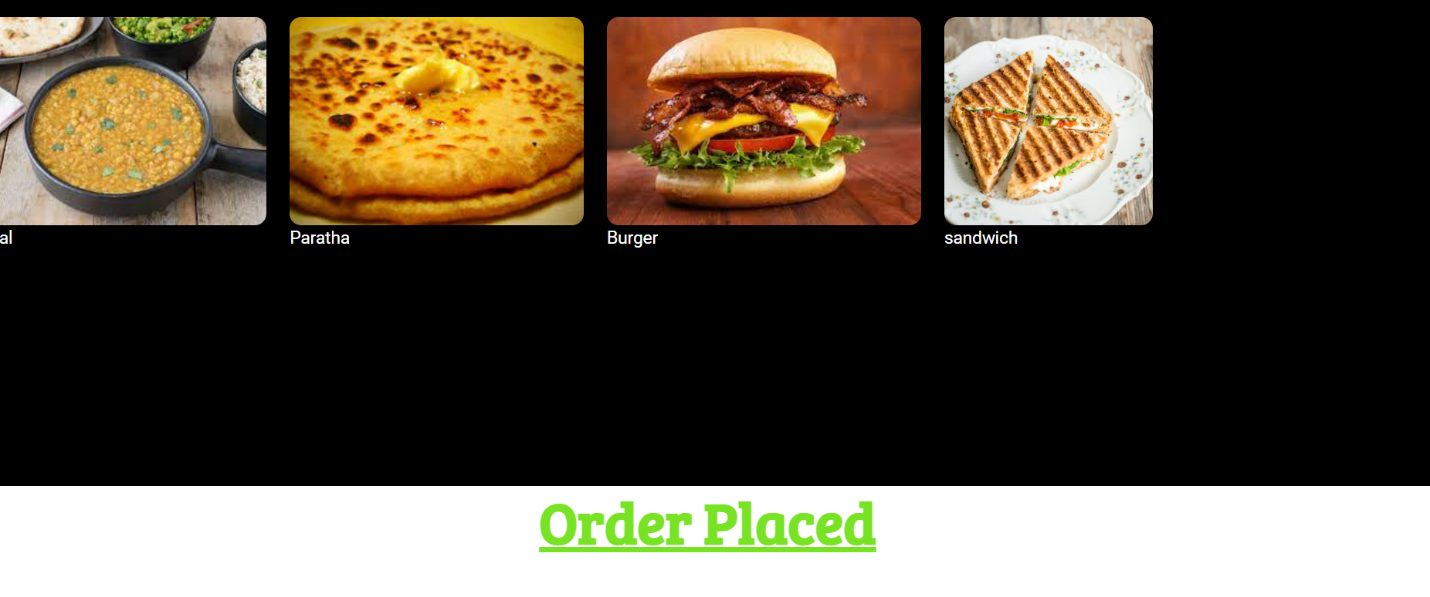 al
Paratha
Burger
sandwich
Order Placed